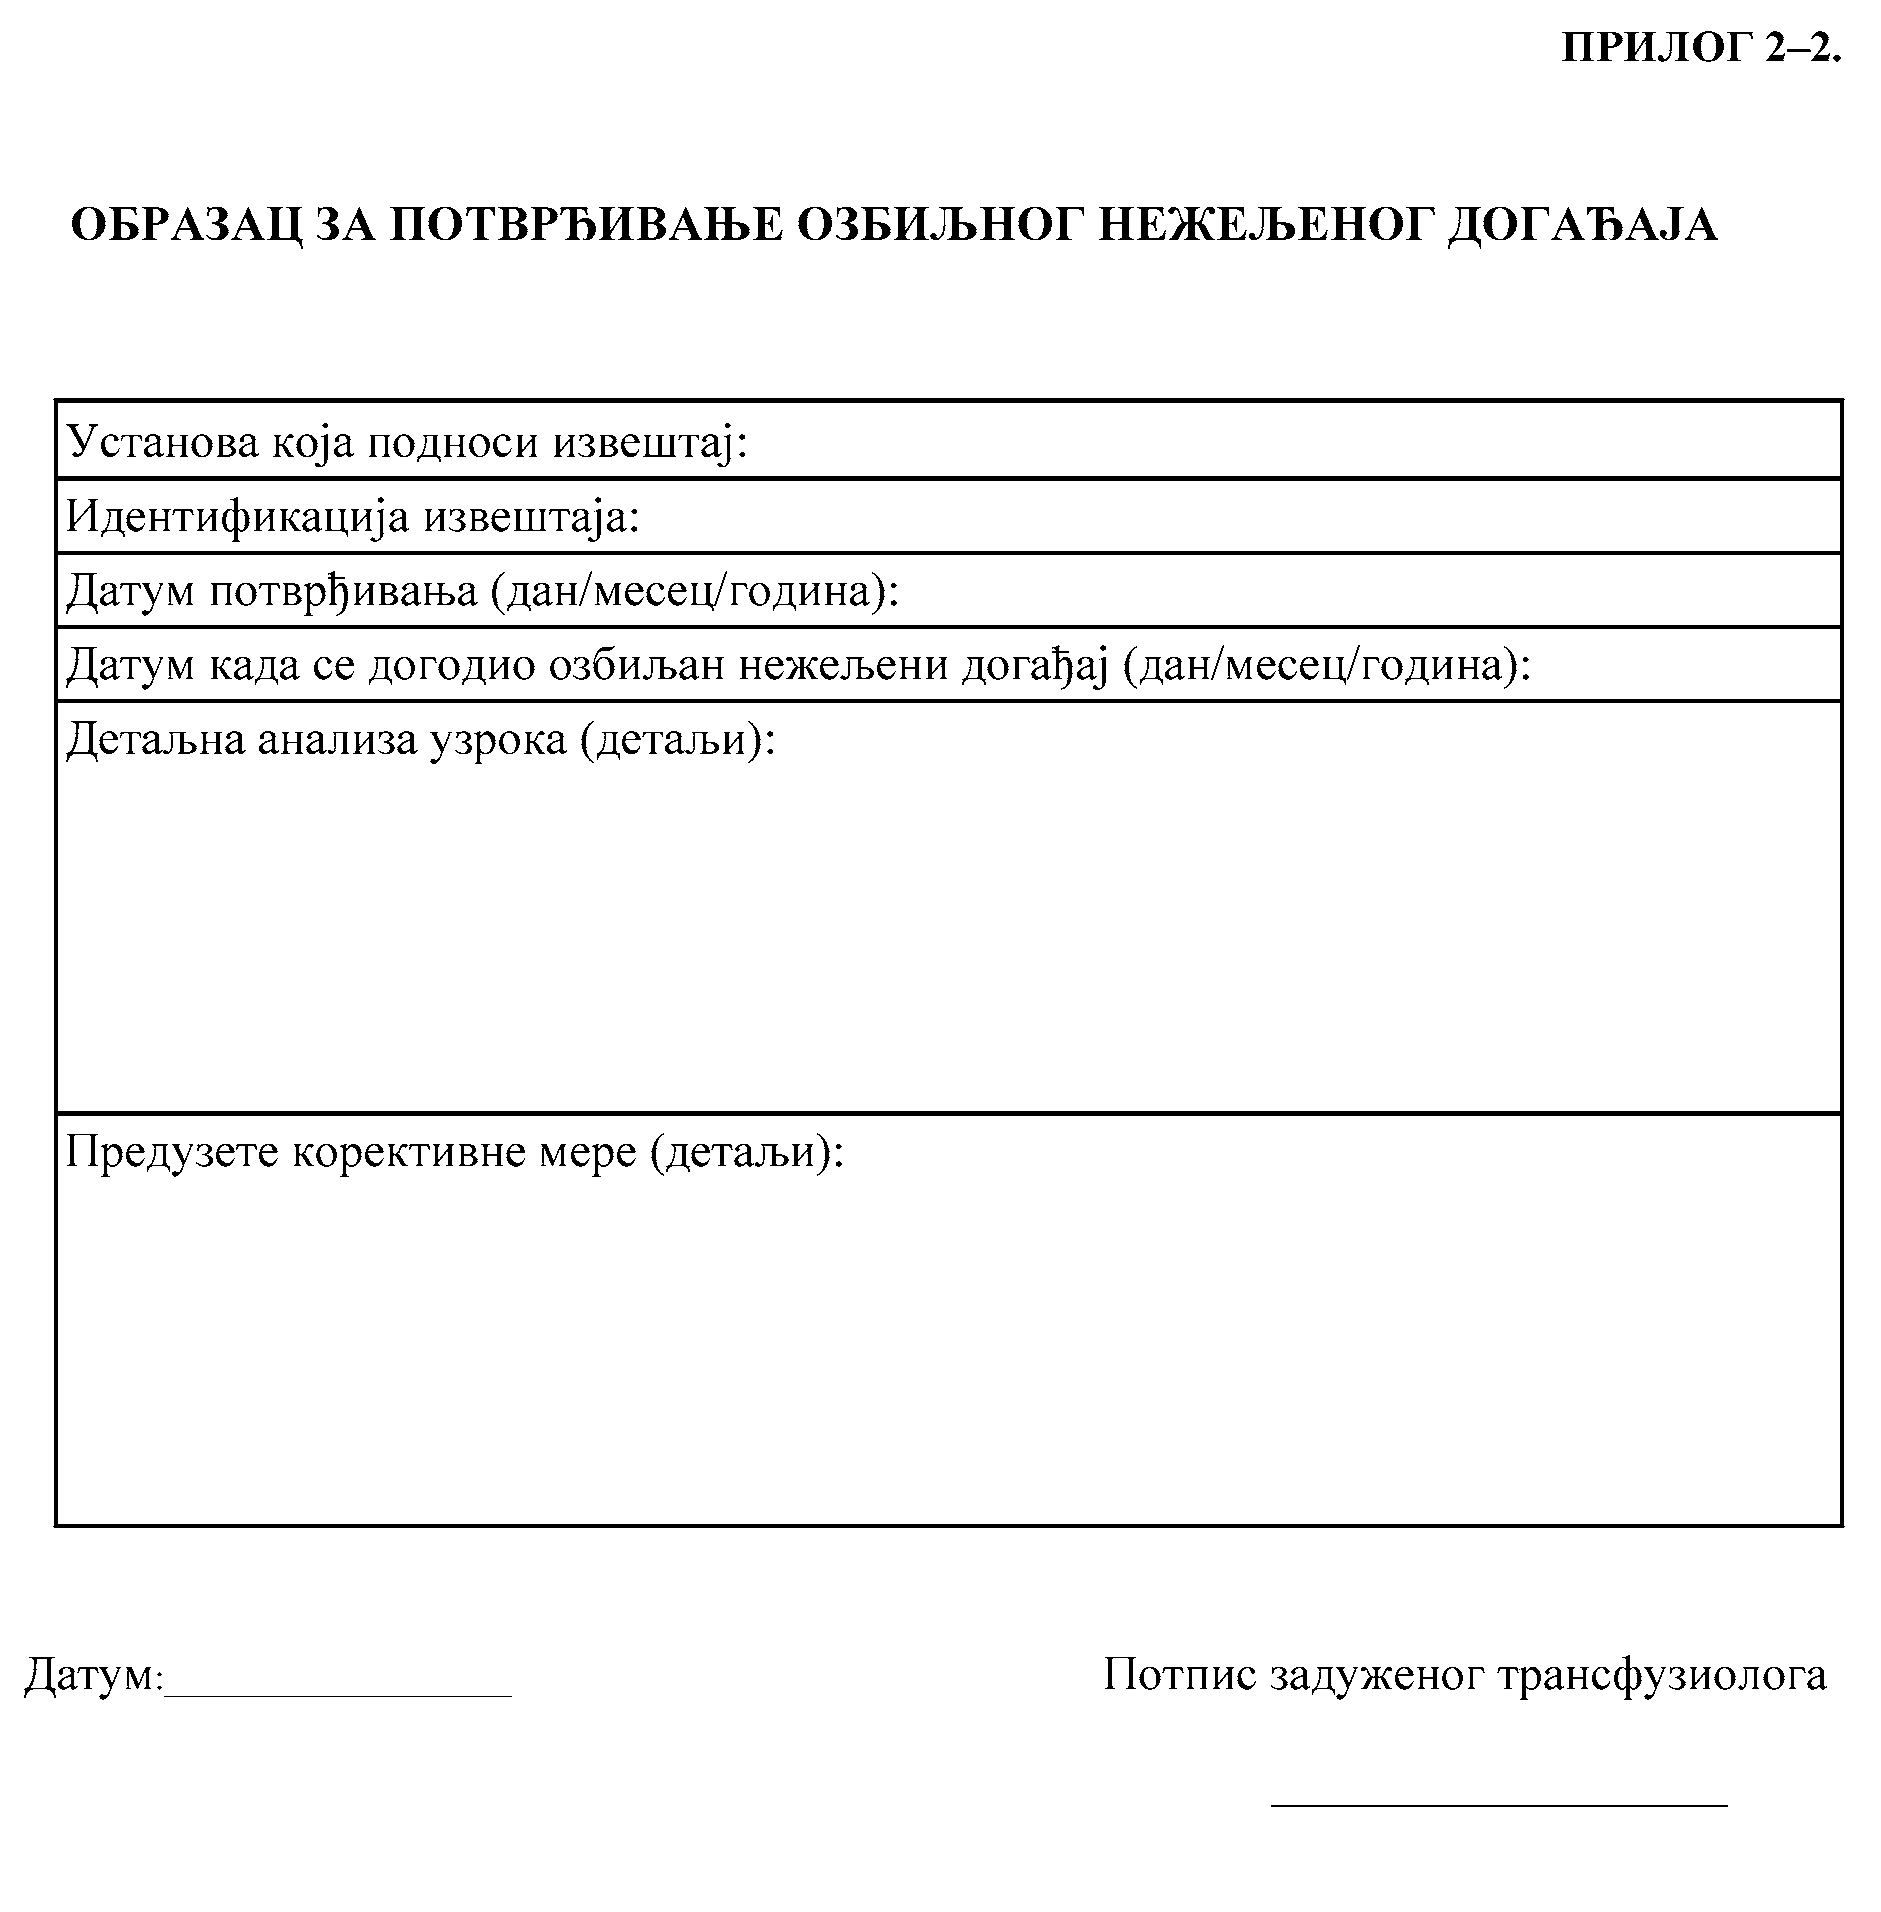 ПРИЛОГ 2–2.
ОБРАЗАЦ ЗА ПОТВРЂИВАЊЕ ОЗБИЉНОГ НЕЖЕЉЕНОГ ДОГАЂАЈА
Установа која подноси извештај:
Идентификација извештаја:
Датум потврђивања (дан/месец/година):
Датум када се догодио озбиљан нежељени догађај (дан/месец/година):
Детаљна анализа узрока (детаљи):
Предузете корективне мере (детаљи):
Датум:_______________ Потпис задуженог трансфузиолога